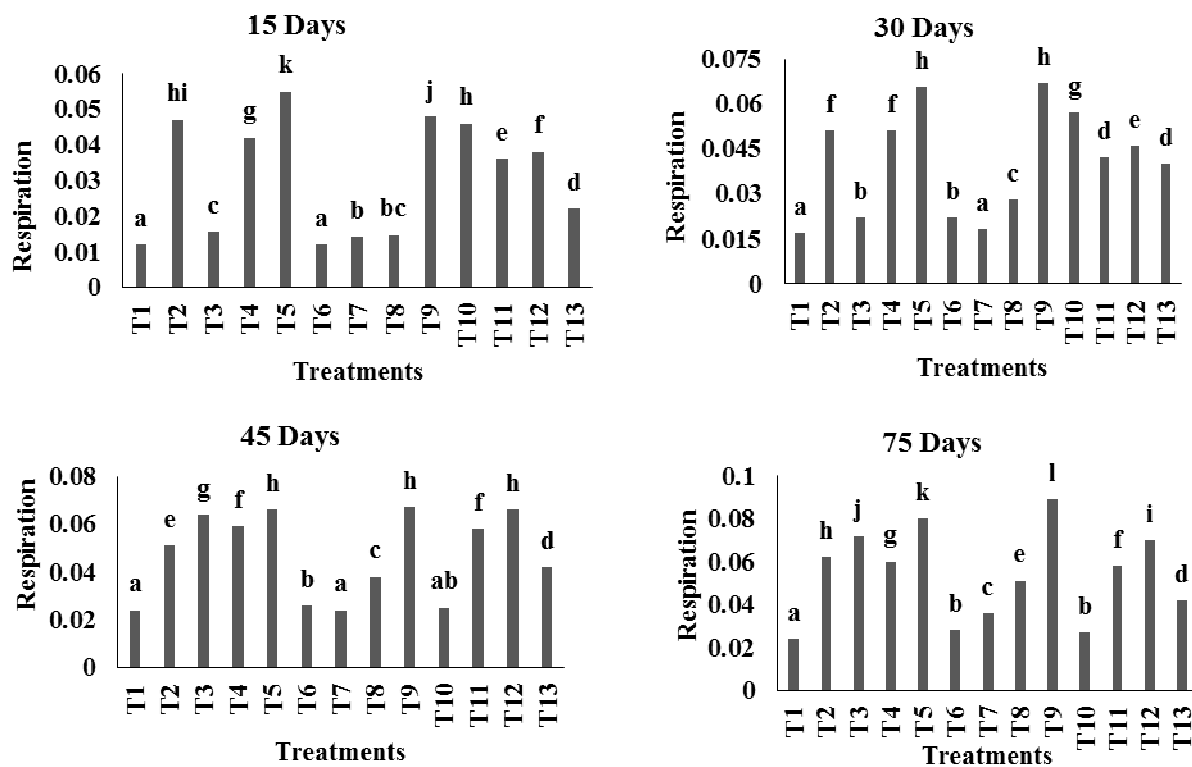 15 Days
Respiration
0.06
0.05
0.04
0.03
0.02
0.01
0
a hi c g k a b bc j h e f d
T1 T2 T3 T4 T5 T6 T7 T8 T9 T10 T11 T12 T13
Treatments
30 Days
Respiration
0.075
0.06
0.045
0.03
0.015
0
a f b f h b a c h g d e d
T1 T2 T3 T4 T5 T6 T7 T8 T9 T10 T11 T12 T13
Treatments
45 Days
Respiration
0.08
0.06
0.04
0.02
0
a e g f h b a c h ab f h d
T1 T2 T3 T4 T5 T6 T7 T8 T9 T10 T11 T12 T13
Treatments
75 Days
Respiration
0.1
0.08
0.06
0.04
0.02
0
a h j g k b c e l b f i d
T1 T2 T3 T4 T5 T6 T7 T8 T9 T10 T11 T12 T13
Treatments